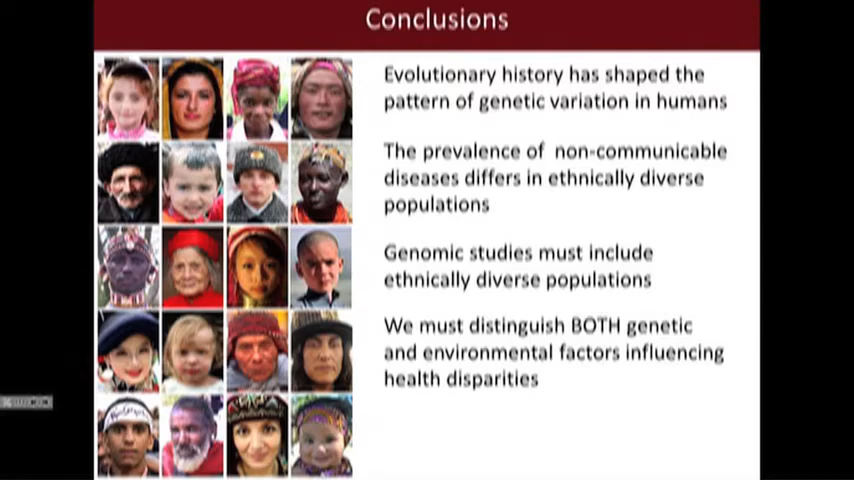 Conclusions
Evolutionary history has shaped the
pattern of genetic variation in humans
The prevalence of non-communicable
diseases differs in ethnically diverse
populations
Genomic studies must include
ethnically diverse populations
We must distinguish BOTH genetic
and environmental factors influencing
health disparities